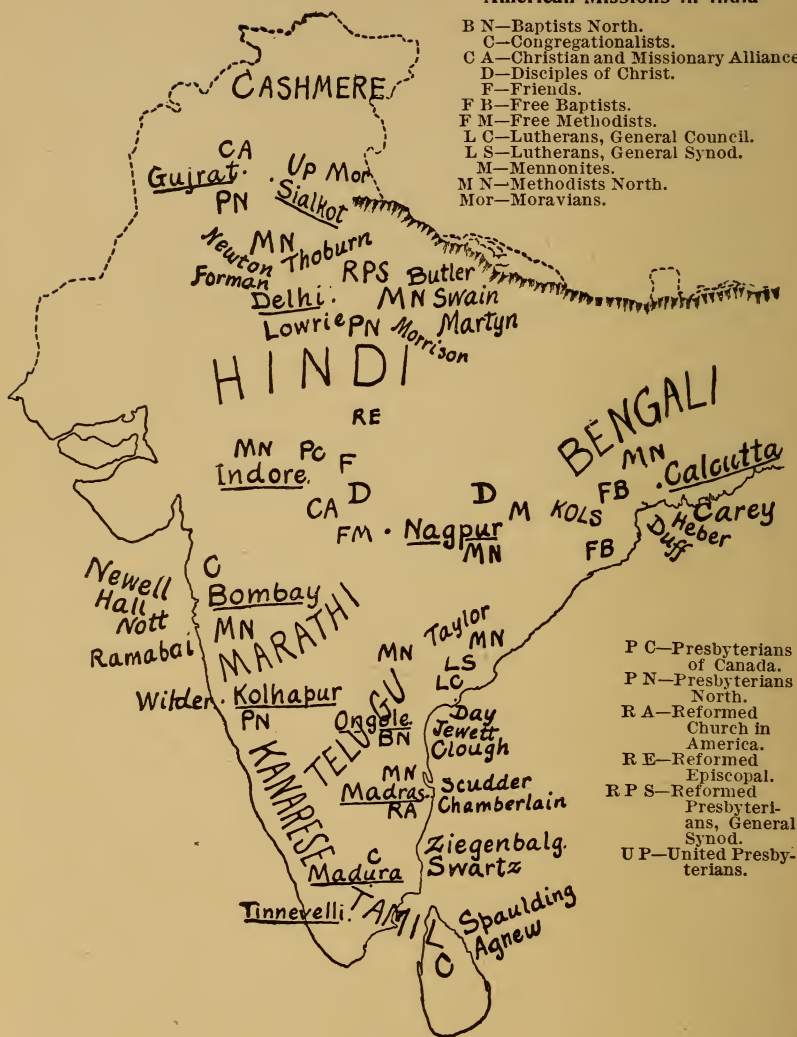 American Missions in India
B N—Baptists North.
C—Congregationalists.
C A—Christian and Missionary Alliance
D—Disciples of Christ.
F—Friends.
F B—Free Baptists.
F M—Free Methodists.
L C—Lutherans, General Council.
L S—Lutherans, General Synod.
M—Mennonites.
M N—Methodists North.
Mor—Moravians.
CASHMERE
CA
Gujrat
UP Mor
PN
Sialkot
MN
Newton
Thoburn
Forman
RPS
Butler
Delhi
MN Swain
Lowrie PN
Morrison
Martyn
HINDI
RE
BENGALI
MN PC
F
MN
Indore
Calcutta
CA D
D
M
KOLS
FB
Carey
Heber
Duff
FM
Nagpur
MN
FB
Newell
C
Hall
Bombay
Nott
MN
Ramabai
MARATHI
Taylor
MN
MN
LS
LC
Wilder
Kolhapur
PN
TELUGU
Ongole
BN
Day
Jewett
Clough
KANARESE
MN
Madras
RA
Scudder
Chamberlain
C
Madura
Ziegenbalg.
Swartz
Tinnevelli
TAMIL
Spaulding
Agnew
C
P C—Presbyterians
of Canada.
P N—Presbyterians
North.
R A—Reformed
Church in
America.
R E—Reformed
Episcopal.
R P S—Reformed
Presbyteri-
ans, General
Synod.
U P—United Presby-
terians.